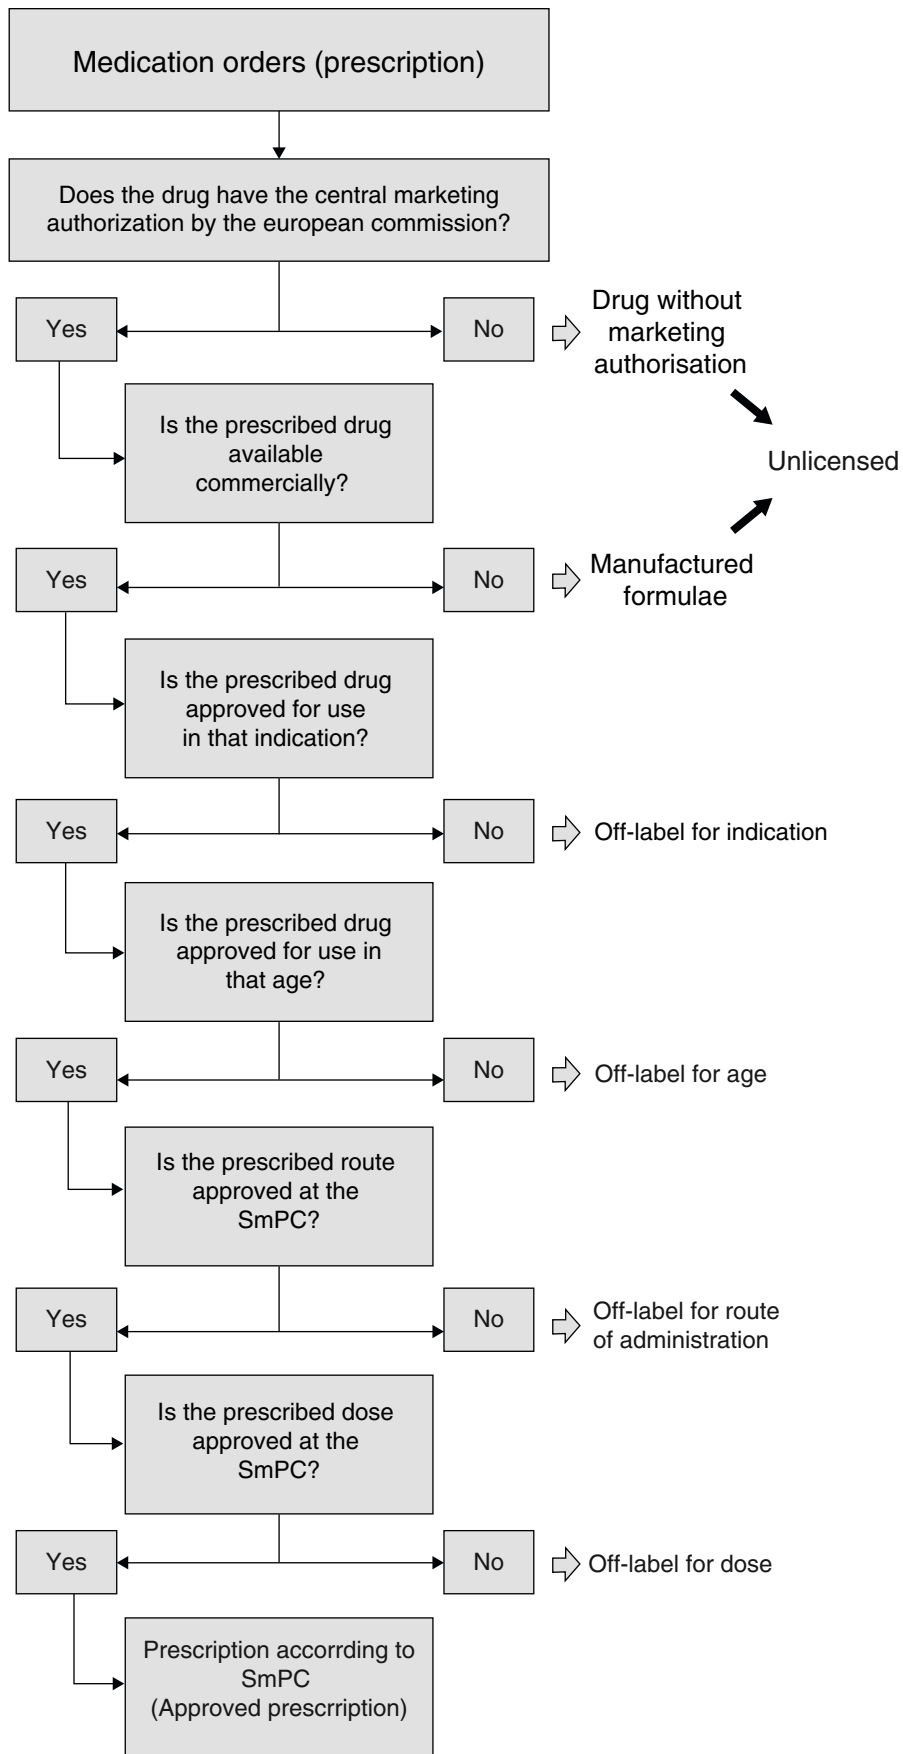 Medication orders (prescription)
Does the drug have the central marketing
authorization by the european commission?
Yes
No
Drug without
marketing
authorisation
Is the prescribed drug
available
commercially?
Unlicensed
Yes
No
Manufactured
formulae
Is the prescribed drug
approved for use
in that indication?
Yes
No
Off-label for indication
Is the prescribed drug
approved for use in
that age?
Yes
No
Off-label for age
Is the prescribed route
approved at the
SmPC?
Yes
No
Off-label for route
of administration
Is the prescribed dose
approved at the
SmPC?
Yes
No
Off-label for dose
Prescription accorrding to
SmPC
(Approved prescrription)